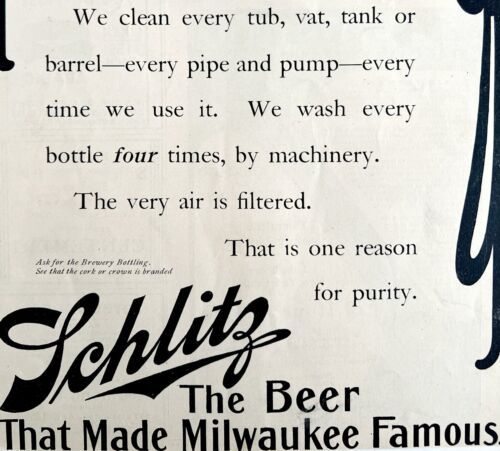 We clean every tub, vat, tank or
barrel—every pipe and pump—every
time we use it. We wash every
bottle four times, by machinery.
The very air is filtered.
That is one reason
for purity.
Ask for the Brewery Bottling.
See that the cork or crown is branded
Schlitz
The Beer
That Made Milwaukee Famous.